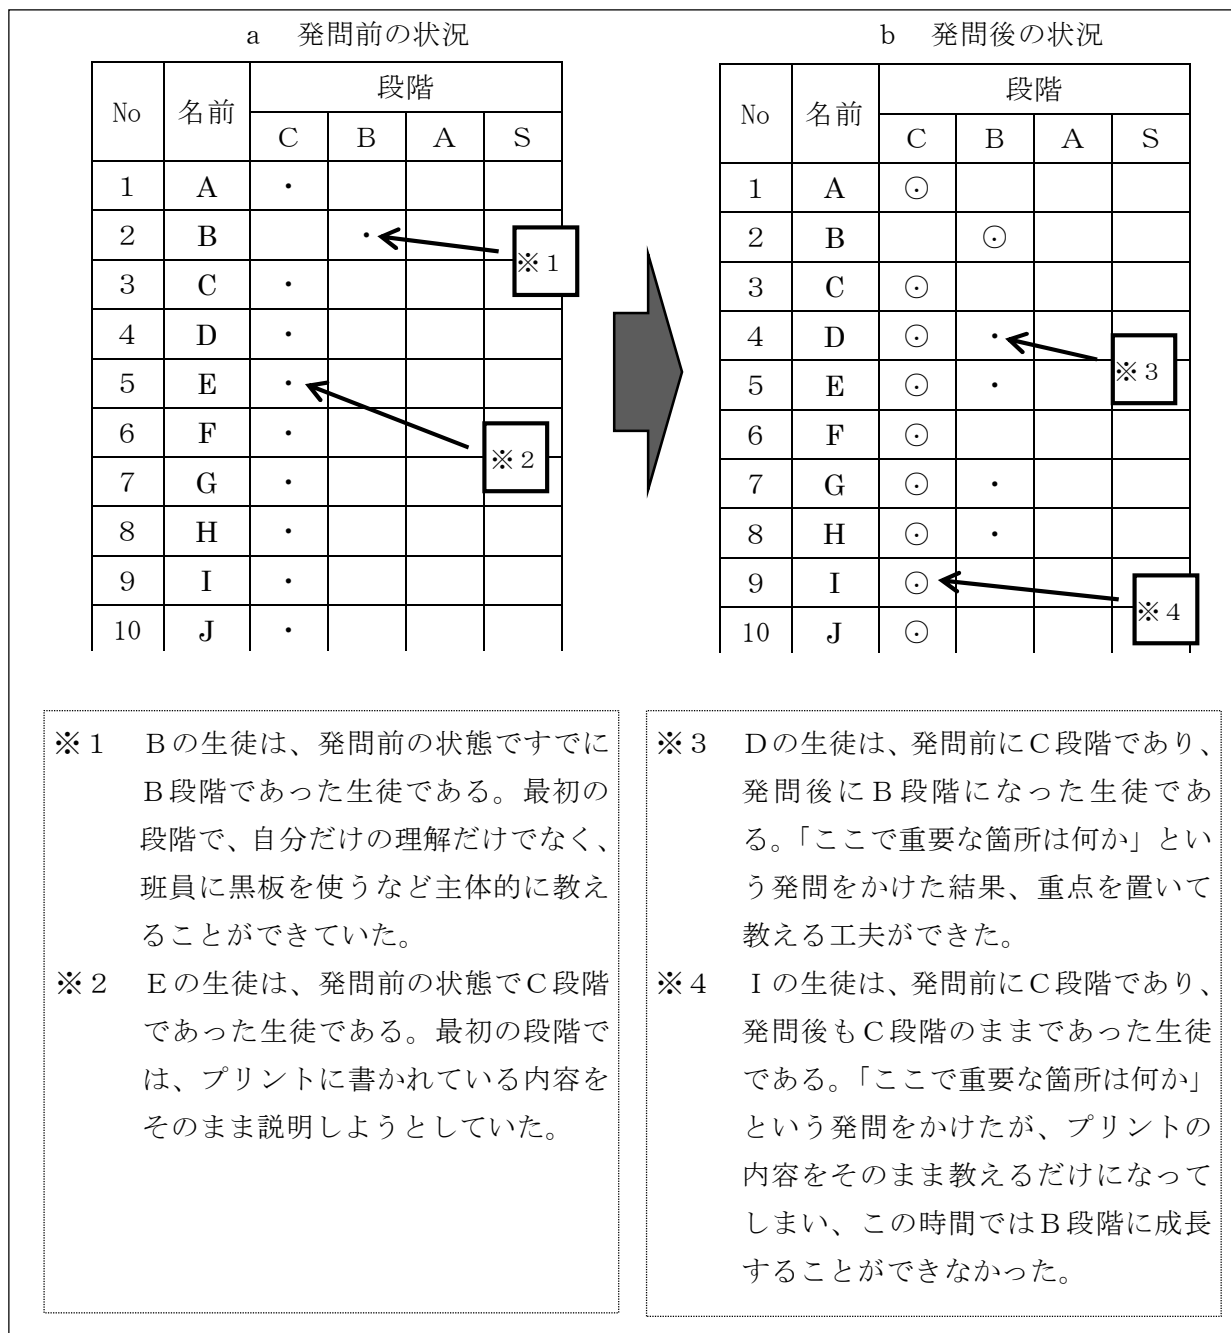 a 発問前の状況
No 名前 段階
C B A S
1 A ・
2 B ・
※1
3 C ・
4 D ・
5 E ・
6 F ・
※2
7 G ・
8 H ・
9 I ・
10 J ・
b 発問後の状況
No 名前 段階
C B A S
1 A ⊙
2 B ⊙
3 C ⊙
4 D ⊙ ・
※3
5 E ⊙ ・
6 F ⊙
7 G ⊙ ・
8 H ⊙ ・
9 I ⊙
※4
10 J ⊙
※1 Bの生徒は、発問前の状態ですでに
B段階であった生徒である。最初の
段階で、自分だけの理解だけでなく、
班員に黒板を使うなど主体的に教え
ることができていた。
※2 Eの生徒は、発問前の状態でC段階
であった生徒である。最初の段階で
は、プリントに書かれている内容を
そのまま説明しようとしていた。
※3 Dの生徒は、発問前にC段階であり、
発問後にB段階になった生徒であ
る。「ここで重要な箇所は何か」とい
う発問をかけた結果、重点を置いて
教える工夫ができた。
※4 Iの生徒は、発問前にC段階であり、
発問後もC段階のままであった生徒
である。「ここで重要な箇所は何か」
という発問をかけたが、プリントの
内容をそのまま教えるだけになって
しまい、この時間ではB段階に成長
することができなかった。